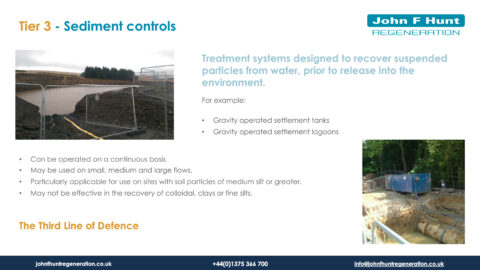 Tier 3 - Sediment controls
John F Hunt
REGENERATION
Treatment systems designed to recover suspended
particles from water, prior to release into the
environment.
For example:
• Gravity operated settlement tanks
• Gravity operated settlement lagoons
• Can be operated on a continuous basis
• May be used on small, medium and large flows.
• Particularly applicable for use on sites with soil particles of medium silt or greater.
• May not be effective in the recovery of colloidal, clays or fine silts.
The Third Line of Defence
johnfhuntregeneration.co.uk
+44(0)1375 366 700
info@johnfhuntregeneration.co.uk